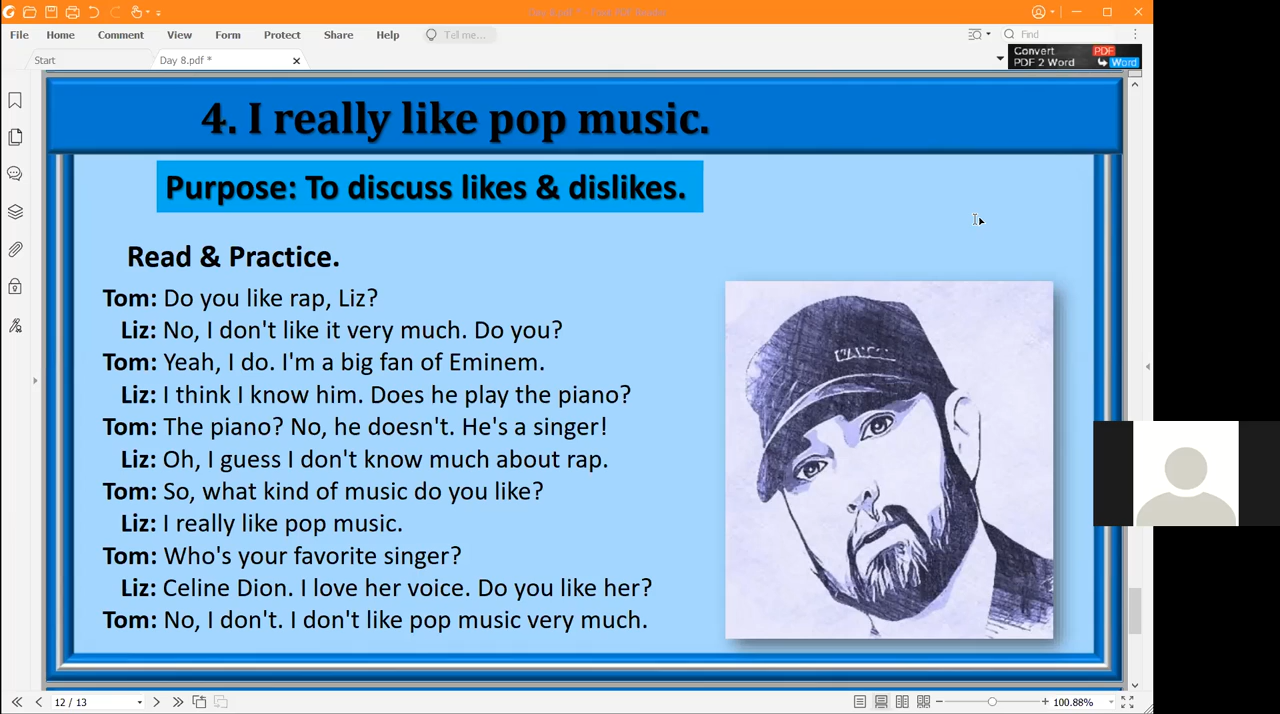 File Home Comment View Form Protect Share Help Tell me... Find
Start Day 8.pdf *
Convert PDF
PDF 2 Word Word
4. I really like pop music.
Purpose: To discuss likes & dislikes.
Read & Practice.
Tom: Do you like rap, Liz?
Liz: No, I don't like it very much. Do you?
Tom: Yeah, I do. I'm a big fan of Eminem.
Liz: I think I know him. Does he play the piano?
Tom: The piano? No, he doesn't. He's a singer!
Liz: Oh, I guess I don't know much about rap.
Tom: So, what kind of music do you like?
Liz: I really like pop music.
Tom: Who's your favorite singer?
Liz: Celine Dion. I love her voice. Do you like her?
Tom: No, I don't. I don't like pop music very much.
12 / 13 100.88%